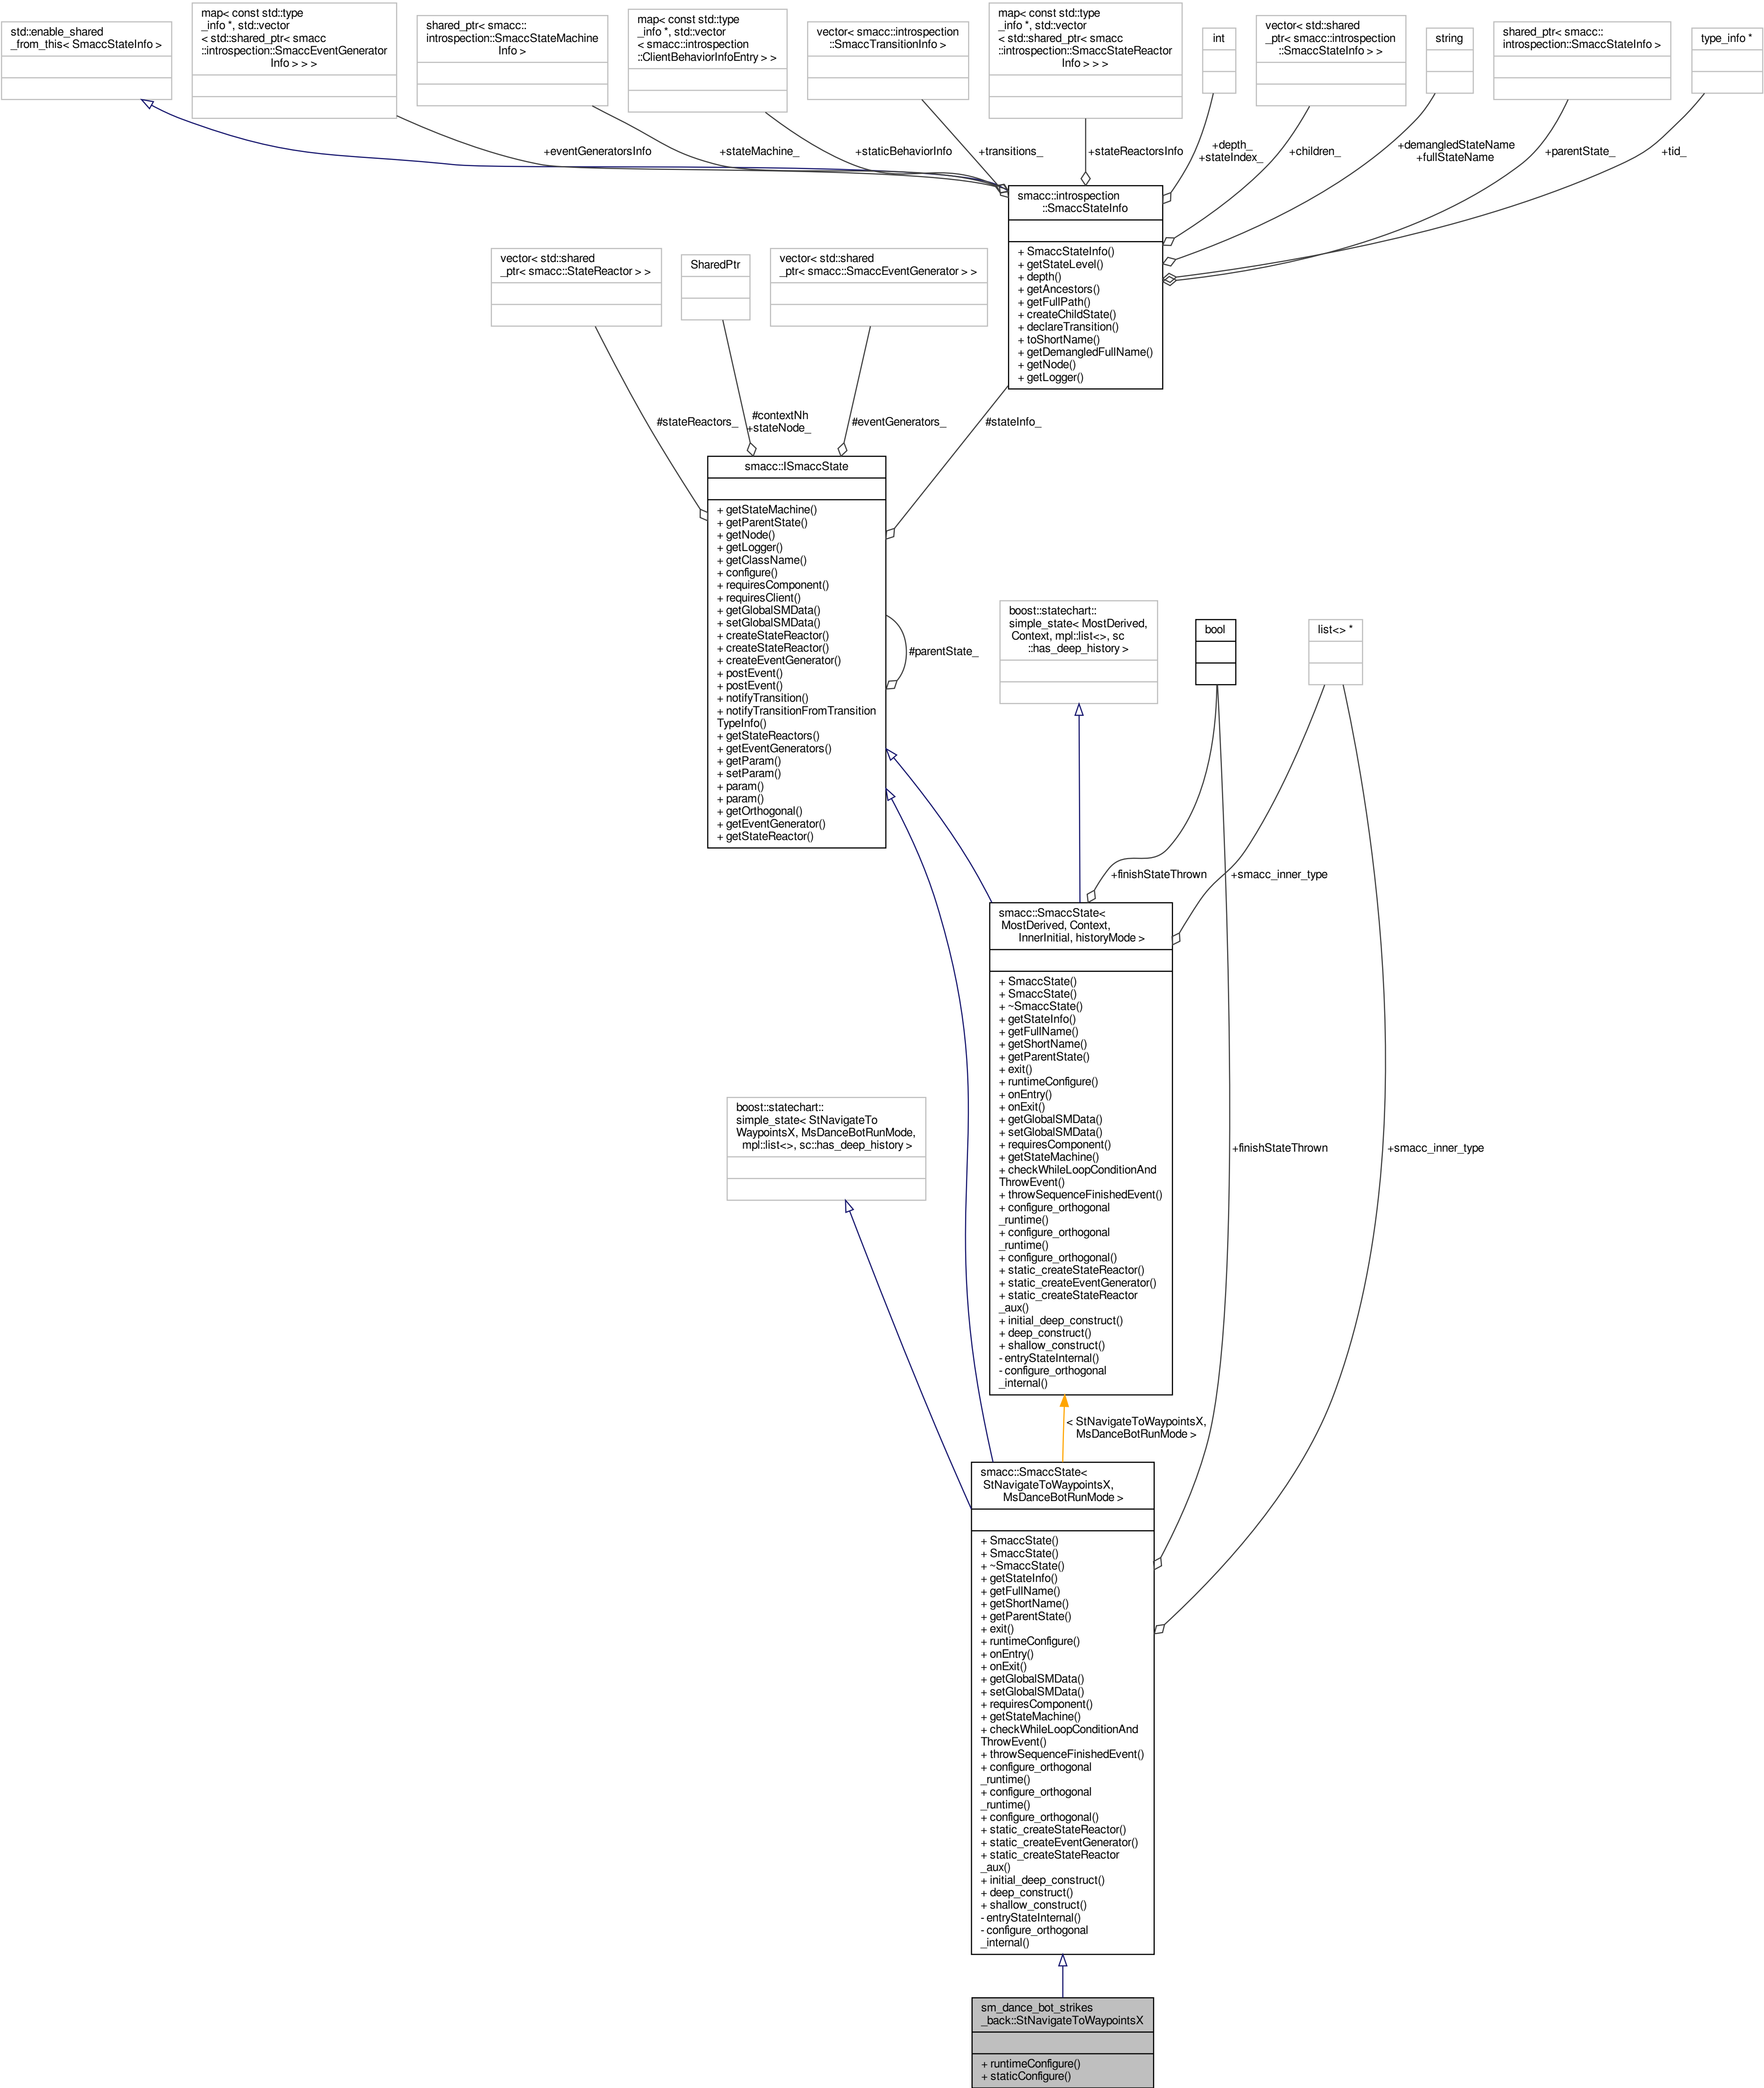 std::enable_shared
_from_this< SmaccStateInfo >
map< const std::type
_info *, std::vector
< std::shared_ptr< smacc
::introspection::SmaccEventGenerator
Info > > >
shared_ptr< smacc::
introspection::SmaccStateMachine
Info >
map< const std::type
_info *, std::vector
< smacc::introspection
::ClientBehaviorInfoEntry > >
vector< smacc::introspection
::SmaccTransitionInfo >
map< const std::type
_info *, std::vector
< std::shared_ptr< smacc
::introspection::SmaccStateReactor
Info > > >
int
vector< std::shared
_ptr< smacc::introspection
::SmaccStateInfo > >
string
shared_ptr< smacc::
introspection::SmaccStateInfo >
type_info *
+eventGeneratorsInfo
+stateMachine_
+staticBehaviorInfo
+transitions_
+stateReactorsInfo
+depth_
+stateIndex_
+children_
+demangledStateName
+fullStateName
+parentState_
+tid_
smacc::introspection
::SmaccStateInfo
+ SmaccStateInfo()
+ getStateLevel()
+ depth()
+ getAncestors()
+ getFullPath()
+ createChildState()
+ declareTransition()
+ toShortName()
+ getDemangledFullName()
+ getNode()
+ getLogger()
vector< std::shared
_ptr< smacc::StateReactor > >
SharedPtr
vector< std::shared
_ptr< smacc::SmaccEventGenerator > >
#stateReactors_
#contextNh
+stateNode_
#eventGenerators_
#stateInfo_
smacc::ISmaccState
+ getStateMachine()
+ getParentState()
+ getNode()
+ getLogger()
+ getClassName()
+ configure()
+ requiresComponent()
+ requiresClient()
+ getGlobalSMData()
+ setGlobalSMData()
+ createStateReactor()
+ createStateReactor()
+ createEventGenerator()
+ postEvent()
+ postEvent()
+ notifyTransition()
+ notifyTransitionFromTransition
TypeInfo()
+ getStateReactors()
+ getEventGenerators()
+ getParam()
+ setParam()
+ param()
+ param()
+ getOrthogonal()
+ getEventGenerator()
+ getStateReactor()
#parentState_
boost::statechart::
simple_state< MostDerived,
Context, mpl::list<>, sc
::has_deep_history >
bool
list<> *
+finishStateThrown
+smacc_inner_type
smacc::SmaccState<
MostDerived, Context,
InnerInitial, historyMode >
+ SmaccState()
+ SmaccState()
+ ~SmaccState()
+ getStateInfo()
+ getFullName()
+ getShortName()
+ getParentState()
+ exit()
+ runtimeConfigure()
+ onEntry()
+ onExit()
+ getGlobalSMData()
+ setGlobalSMData()
+ requiresComponent()
+ getStateMachine()
+ checkWhileLoopConditionAnd
ThrowEvent()
+ throwSequenceFinishedEvent()
+ configure_orthogonal
_runtime()
+ configure_orthogonal
_runtime()
+ configure_orthogonal()
+ static_createStateReactor()
+ static_createEventGenerator()
+ static_createStateReactor
_aux()
+ initial_deep_construct()
+ deep_construct()
+ shallow_construct()
- entryStateInternal()
- configure_orthogonal
_internal()
boost::statechart::
simple_state< StNavigateTo
WaypointsX, MsDanceBotRunMode,
mpl::list<>, sc::has_deep_history >
+finishStateThrown
+smacc_inner_type
< StNavigateToWaypointsX,
MsDanceBotRunMode >
smacc::SmaccState<
StNavigateToWaypointsX,
MsDanceBotRunMode >
+ SmaccState()
+ SmaccState()
+ ~SmaccState()
+ getStateInfo()
+ getFullName()
+ getShortName()
+ getParentState()
+ exit()
+ runtimeConfigure()
+ onEntry()
+ onExit()
+ getGlobalSMData()
+ setGlobalSMData()
+ requiresComponent()
+ getStateMachine()
+ checkWhileLoopConditionAnd
ThrowEvent()
+ throwSequenceFinishedEvent()
+ configure_orthogonal
_runtime()
+ configure_orthogonal
_runtime()
+ configure_orthogonal()
+ static_createStateReactor()
+ static_createEventGenerator()
+ static_createStateReactor
_aux()
+ initial_deep_construct()
+ deep_construct()
+ shallow_construct()
- entryStateInternal()
- configure_orthogonal
_internal()
sm_dance_bot_strikes
_back::StNavigateToWaypointsX
+ runtimeConfigure()
+ staticConfigure()